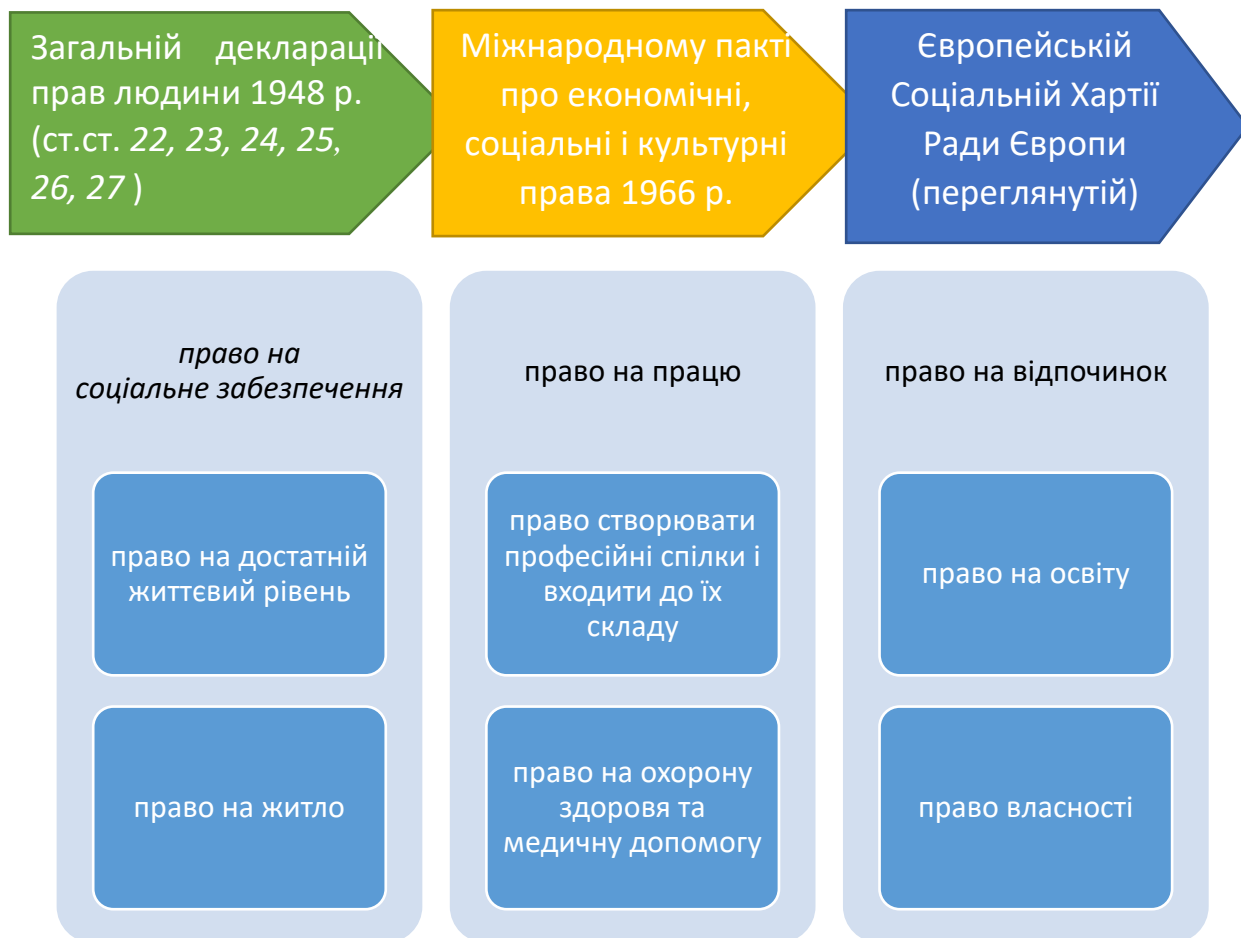 Загальній декларації
прав людини 1948 р.
(ст.ст. 22, 23, 24, 25,
26, 27 )
Міжнародному пакті
про економічні,
соціальні і культурні
права 1966 р.
Європейській
Соціальній Хартії
Ради Європи
(переглянутій)
право на
соціальне забезпечення
право на достатній
життєвий рівень
право на житло
право на працю
право створювати
професійні спілки і
входити до їх
складу
право на охорону
здоровя та
медичну допомогу
право на відпочинок
право на освіту
право власності